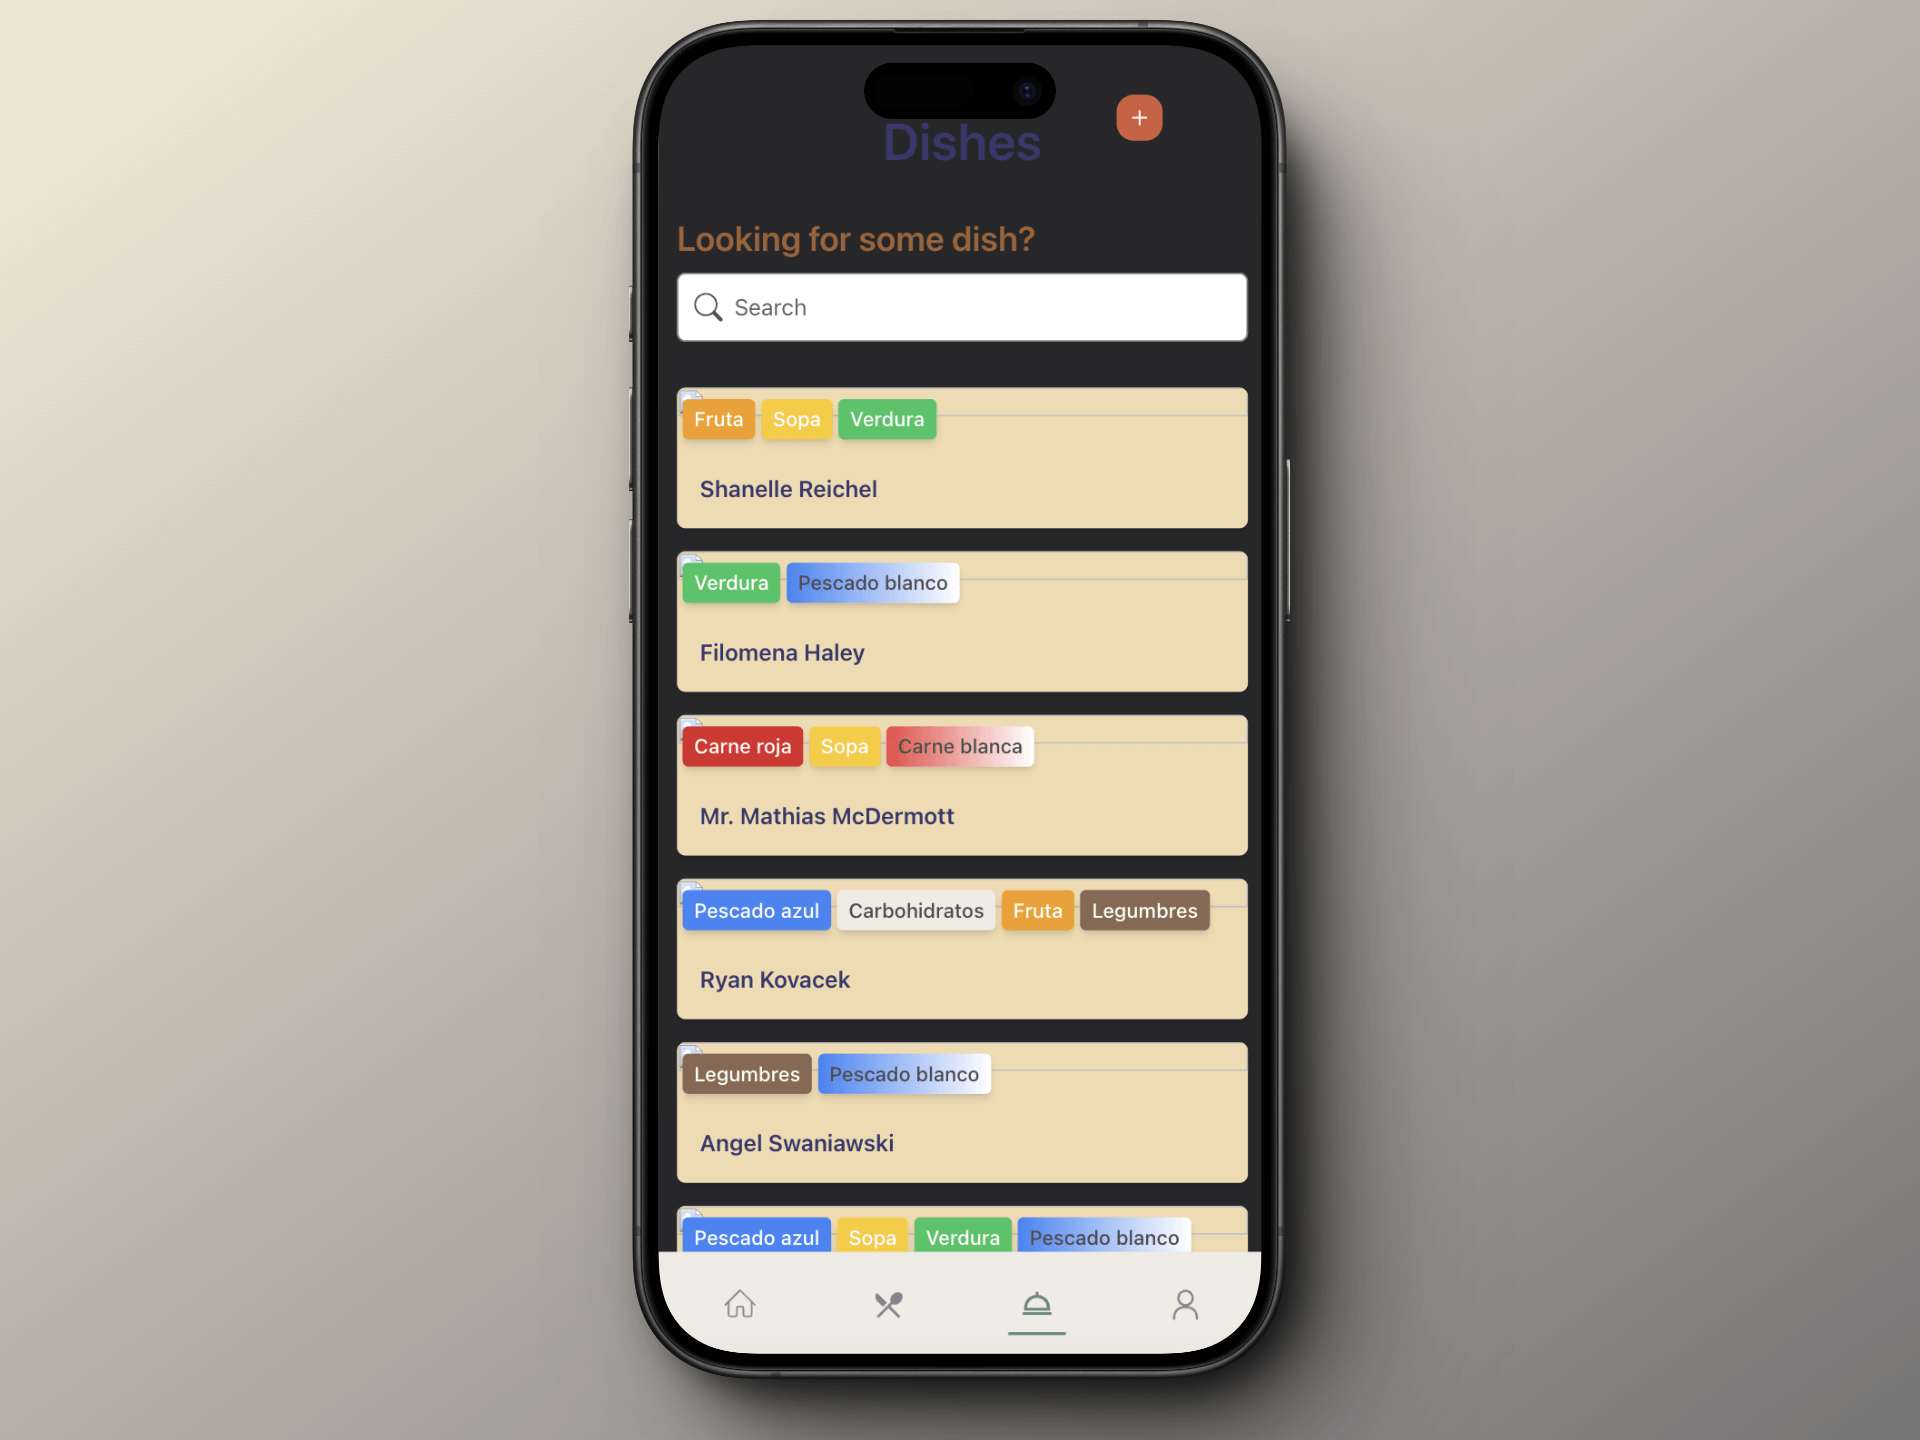 Dishes
+
Looking for some dish?
Search
Fruta Sopa Verdura
Shanelle Reichel
Verdura Pescado blanco
Filomena Haley
Carne roja Sopa Carne blanca
Mr. Mathias McDermott
Pescado azul Carbohidratos Fruta Legumbres
Ryan Kovacek
Legumbres Pescado blanco
Angel Swaniawski
Pescado azul Sopa Verdura Pescado blanco